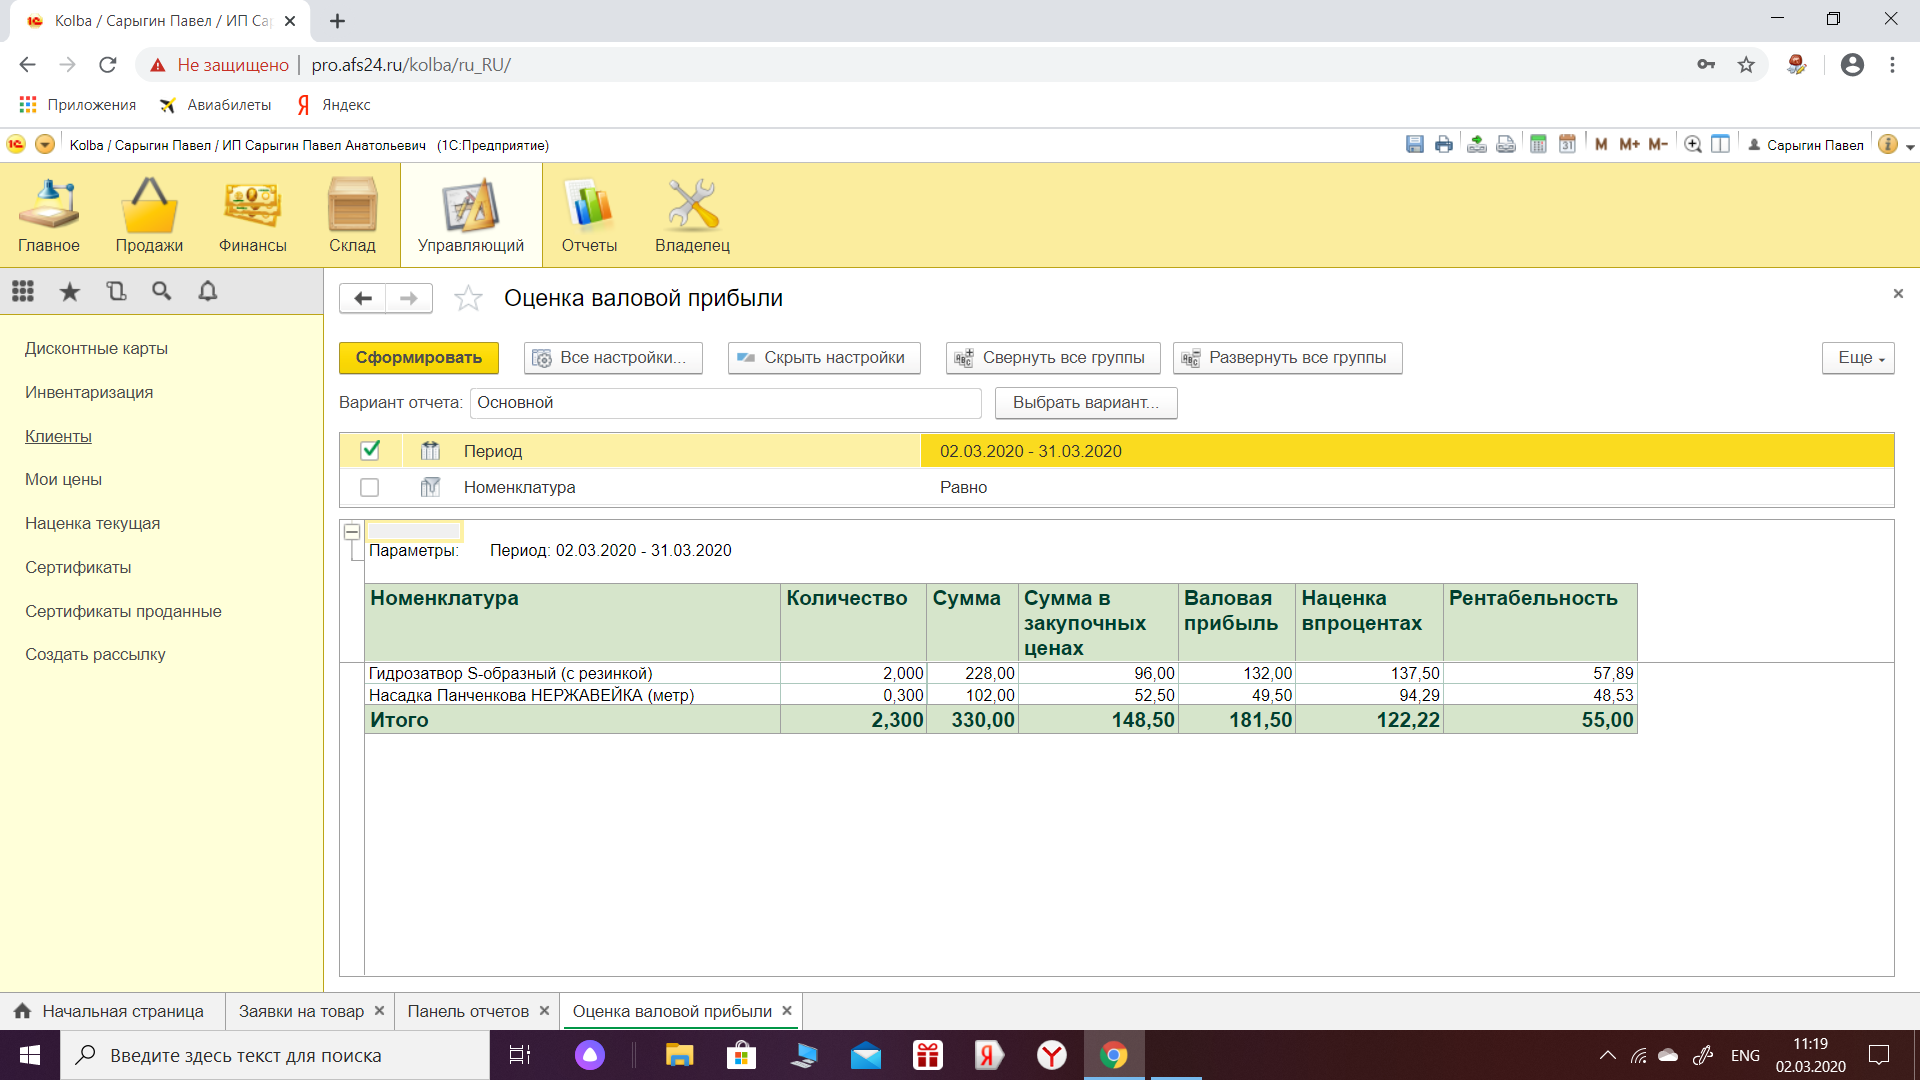 Kolba / Сарыгин Павел / ИП Сар
Не защищено
pro.afs24.ru/kolba/ru_RU/
Приложения
Авиабилеты
Яндекс
Kolba / Сарыгин Павел / ИП Сарыгин Павел Анатольевич (1С:Предприятие)
M M+ M-
Сарыгин Павел
Главное
Продажи
Финансы
Склад
Управляющий
Отчеты
Владелец
Дисконтные карты
Инвентаризация
Клиенты
Мои цены
Наценка текущая
Сертификаты
Сертификаты проданные
Создать рассылку
Оценка валовой прибыли
Сформировать
Все настройки...
Скрыть настройки
Свернуть все группы
Развернуть все группы
Еще
Вариант отчета: Основной
Выбрать вариант...
Период 02.03.2020 - 31.03.2020
Номенклатура Равно
Параметры: Период: 02.03.2020 - 31.03.2020
Номенклатура Количество Сумма Сумма в закупочных ценах Валовая прибыль Наценка впроцентах Рентабельность
Гидрозатвор S-образный (с резинкой) 2,000 228,00 96,00 132,00 137,50 57,89
Насадка Панченкова НЕРЖАВЕЙКА (метр) 0,300 102,00 52,50 49,50 94,29 48,53
Итого 2,300 330,00 148,50 181,50 122,22 55,00
Начальная страница
Заявки на товар
Панель отчетов
Оценка валовой прибыли
Введите здесь текст для поиска
ENG
11:19
02.03.2020